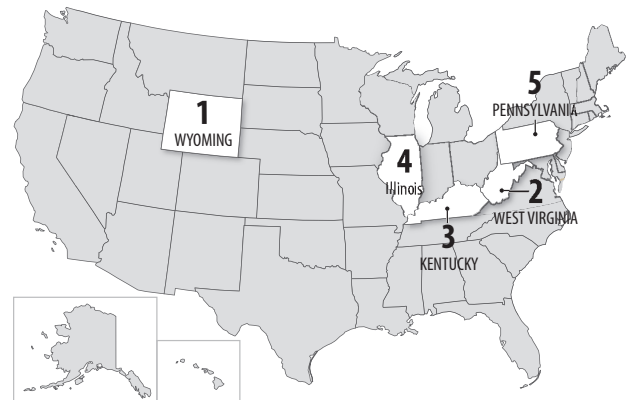 1
WYOMING
5
PENNSYLVANIA
4
Illinois
2
WEST VIRGINIA
3
KENTUCKY